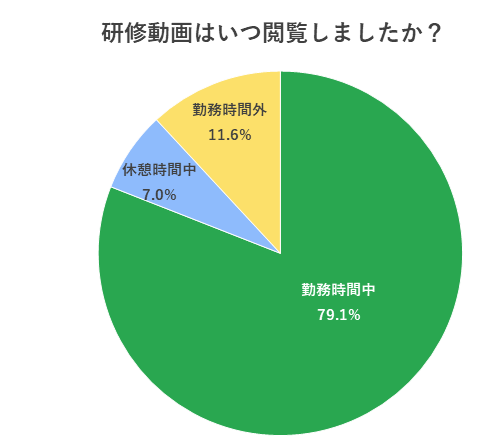 研修動画はいつ閲覧しましたか？
勤務時間外
11.6%
休憩時間中
7.0%
勤務時間中
79.1%